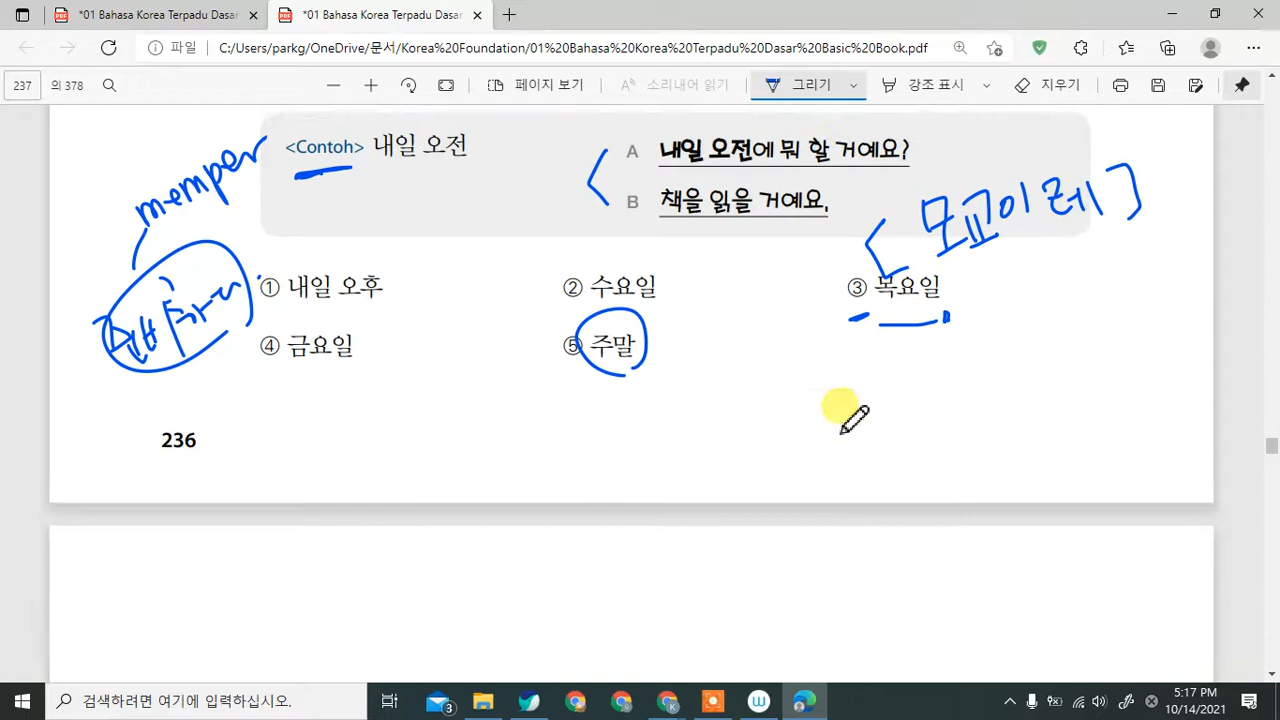 *01 Bahasa Korea Terpadu Dasar
*01 Bahasa Korea Terpadu Dasar
파일 C:/Users/parkg/OneDrive/문서/Korea%20Foundation/01%20Bahasa%20Korea%20Terpadu%20Dasar%20Basic%20Book.pdf
237 의 378 페이지 보기 소리내어 읽기 그리기 강조 표시 지우기
memper
<Contoh> 내일 오전
A 내일 오전에 뭐 할 거예요?
B 책을 읽을 거예요.
[모교이레]
① 내일 오후 ② 수요일 ③ 목요일
④ 금요일 ⑤ 주말
236
검색하려면 여기에 입력하십시오.
3
5:17 PM
10/14/2021